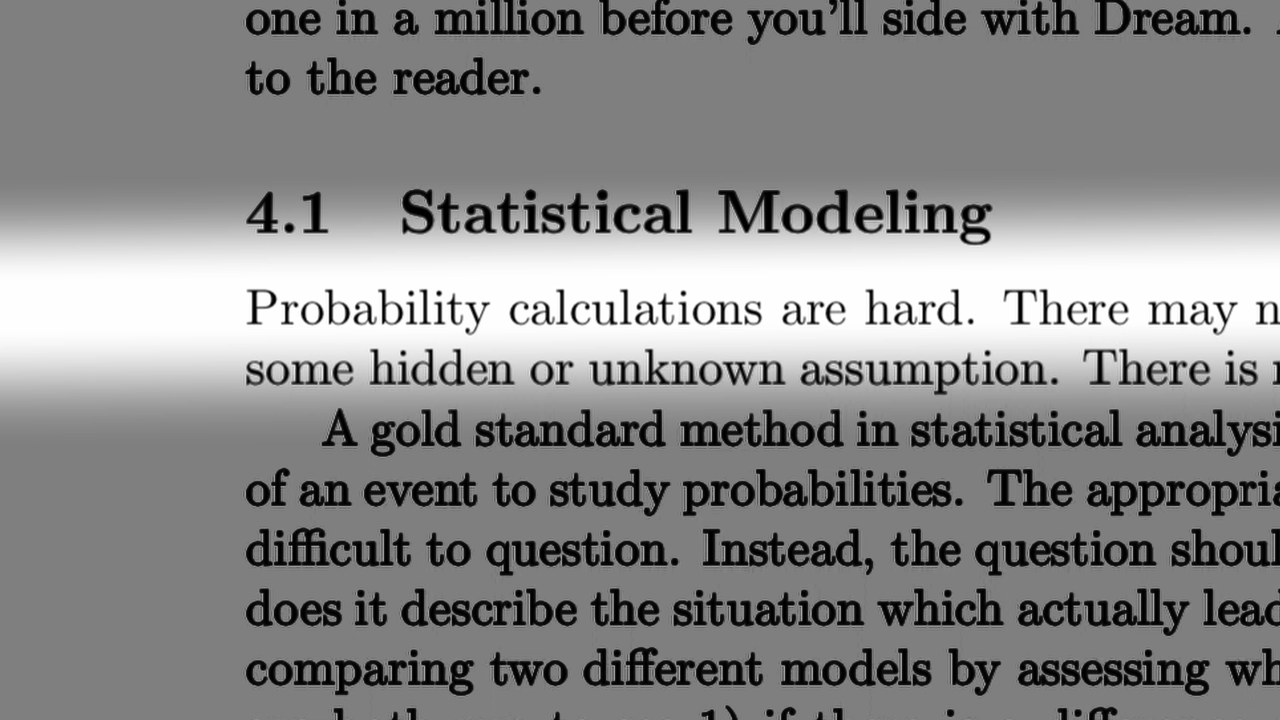 one in a million before you'll side with Dream.
to the reader.
4.1 Statistical Modeling
Probability calculations are hard. There may
some hidden or unknown assumption. There is
A gold standard method in statistical
of an event to study probabilities. The
difficult to question. Instead, the question
does it describe the situation which actually
comparing two different models by assessing